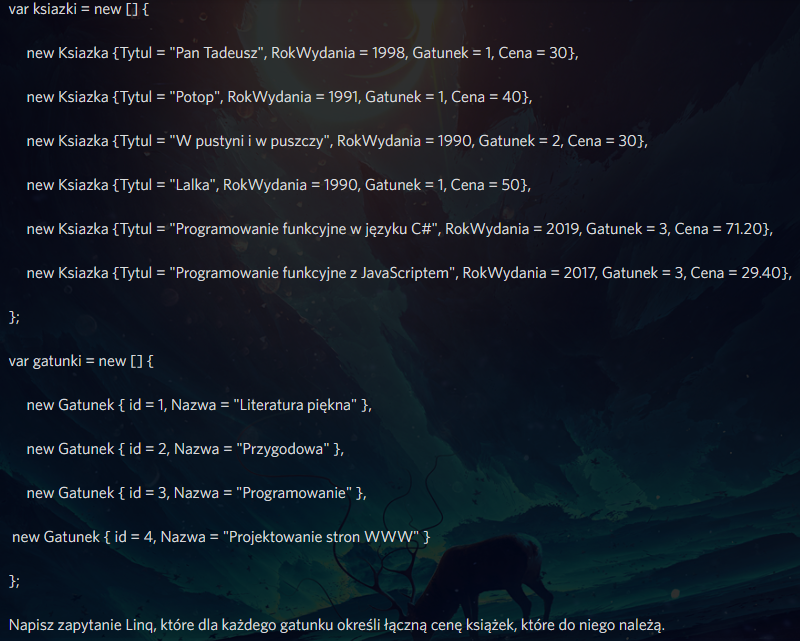 var ksiazki = new [] {
new Ksiazka {Tytul = "Pan Tadeusz", RokWydania = 1998, Gatunek = 1, Cena = 30},
new Ksiazka {Tytul = "Potop", RokWydania = 1991, Gatunek = 1, Cena = 40},
new Ksiazka {Tytul = "W pustyni i w puszczy", RokWydania = 1990, Gatunek = 2, Cena = 30},
new Ksiazka {Tytul = "Lalka", RokWydania = 1990, Gatunek = 1, Cena = 50},
new Ksiazka {Tytul = "Programowanie funkcyjne w języku C#", RokWydania = 2019, Gatunek = 3, Cena = 71.20},
new Ksiazka {Tytul = "Programowanie funkcyjne z JavaScriptem", RokWydania = 2017, Gatunek = 3, Cena = 29.40},
};
var gatunki = new [] {
new Gatunek { id = 1, Nazwa = "Literatura piękna" },
new Gatunek { id = 2, Nazwa = "Przygodowa" },
new Gatunek { id = 3, Nazwa = "Programowanie" },
new Gatunek { id = 4, Nazwa = "Projektowanie stron WWW" }
};
Napisz zapytanie Linq, które dla każdego gatunku określi łączną cenę książek, które do niego należą.